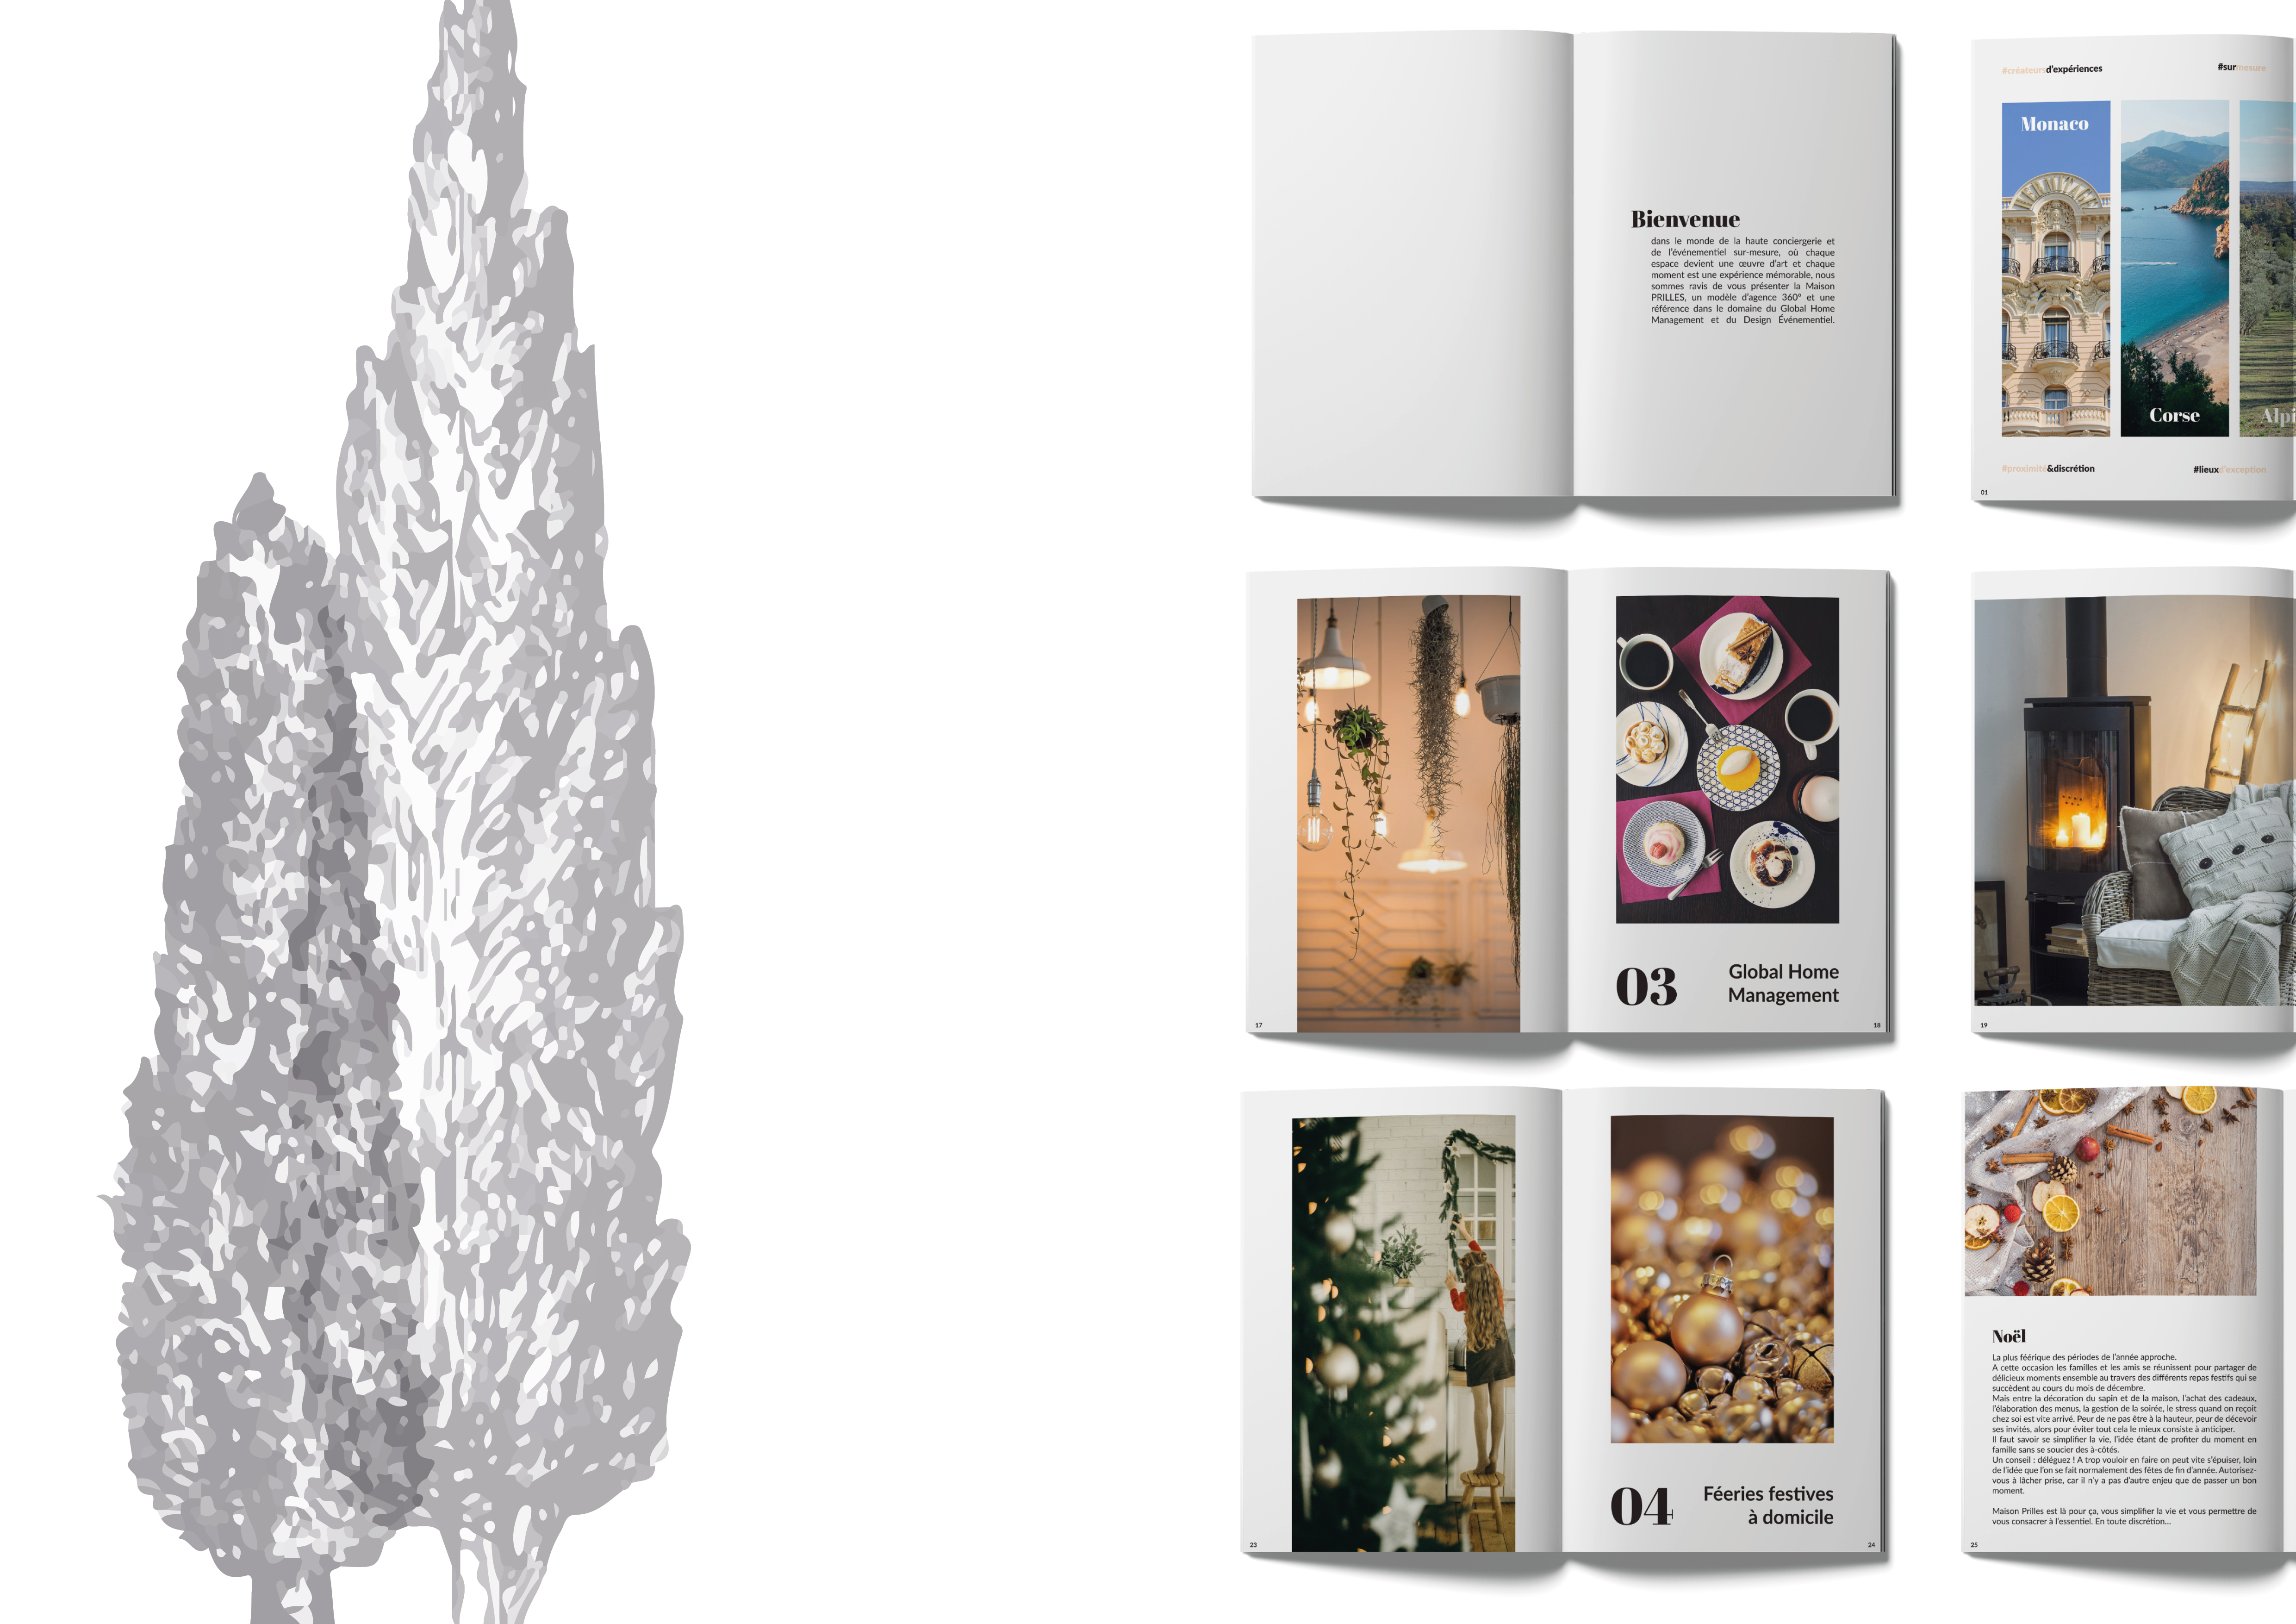 Bienvenue
dans le monde de la haute conciergerie et
de l'événementiel sur-mesure, où chaque
espace devient une œuvre d'art et chaque
moment est une expérience mémorable, nous
sommes ravis de vous présenter la Maison
PRILLES, un modèle d'agence 360° et une
référence dans le domaine du Global Home
Management et du Design Événementiel.
#créateursd'expériences
#surmesure
Monaco
Corse
#proximité&discrétion
#lieuxd'exception
01
03
Global Home
Management
17
18
19
04
Féeries festives
à domicile
23
24
Noël
La plus féérique des périodes de l'année approche.
A cette occasion les familles et les amis se réunissent pour partager de
délicieux moments ensemble au travers des différents repas festifs qui se
succèdent au cours du mois de décembre.
Mais entre la décoration du sapin et de la maison, l'achat des cadeaux,
l'élaboration des menus, la gestion de la soirée, le stress quand on reçoit
chez soi est vite arrivé. Peur de ne pas être à la hauteur, peur de décevoir
ses invités, alors pour éviter tout cela le mieux consiste à anticiper.
Il faut savoir se simplifier la vie, l'idée étant de profiter du moment en
famille sans se soucier des à-côtés.
Un conseil : déléguez ! A trop vouloir en faire on peut vite s'épuiser, loin
de l'idée que l'on se fait normalement des fêtes de fin d'année. Autorisez-
vous à lâcher prise, car il n'y a pas d'autre enjeu que de passer un bon
moment.
Maison Prilles est là pour ça, vous simplifier la vie et vous permettre de
vous consacrer à l'essentiel. En toute discrétion...
25